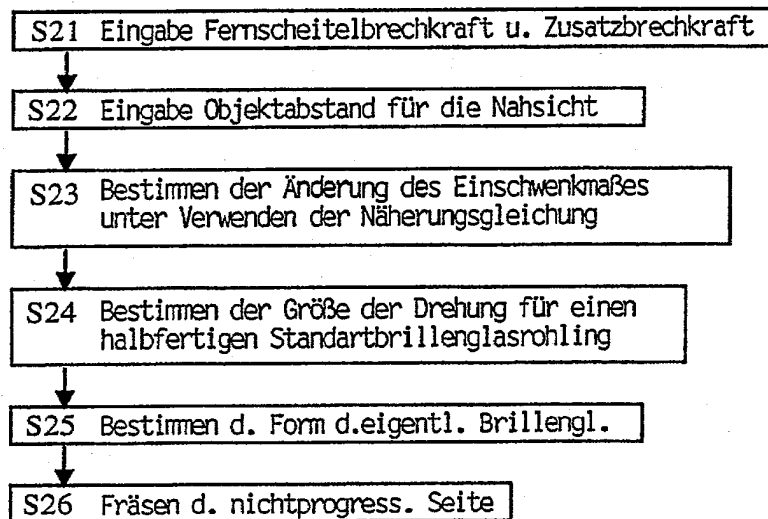 S21 Eingabe Fernscheitelbrechkraft u. Zusatzbrechkraft
S22 Eingabe Objektabstand für die Nahsicht
S23 Bestimmen der Änderung des Einschwenkmaßes
unter Verwenden der Näherungsgleichung
S24 Bestimmen der Größe der Drehung für einen
halbfertigen Standartbrillenglasrohling
S25 Bestimmen d. Form d.eigentl. Brillengl.
S26 Fräsen d. nichtprogress. Seite